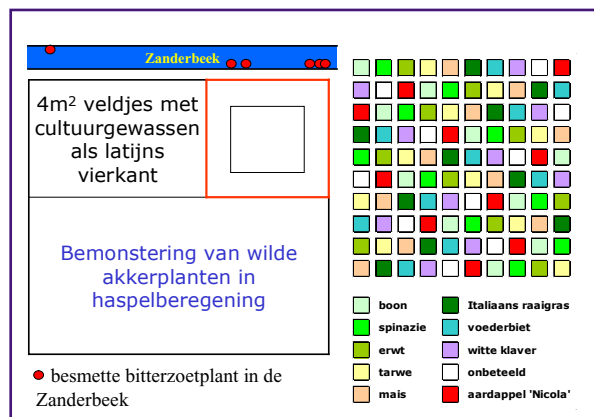 Zanderbeek
4m² veldjes met
cultuurgewassen
als latijns
vierkant
Bemonstering van wilde
akkerplanten in
haspelberegening
besmette bitterzoetplant in de
Zanderbeek
boon
spinazie
erwt
tarwe
mais
Italiaans raaigras
voederbiet
witte klaver
onbeteeld
aardappel 'Nicola'